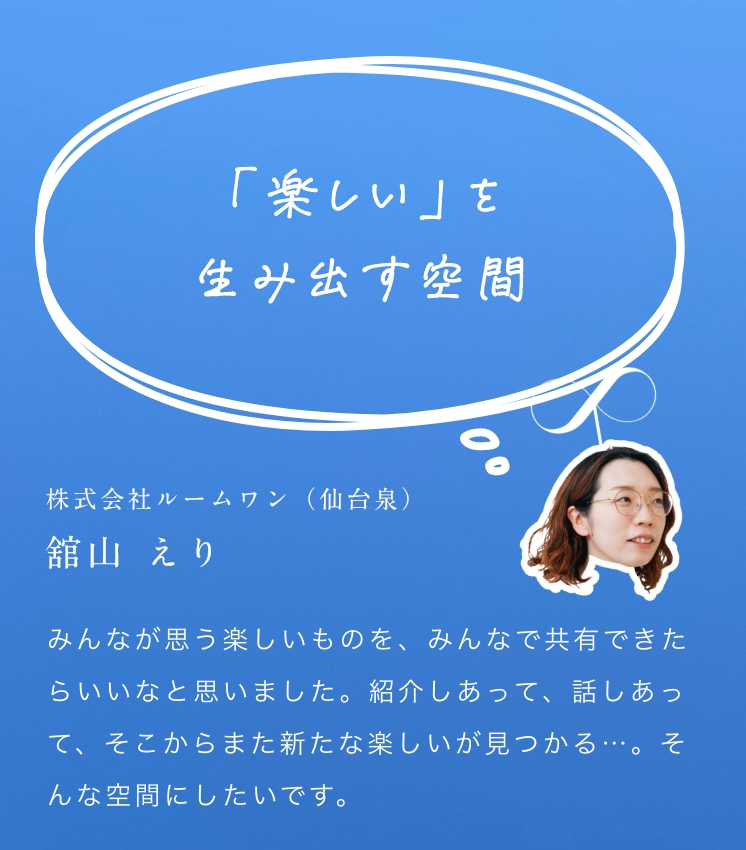 「楽しい」を
生み出す空間
株式会社ルームワン（仙台泉）
舘山 えり
みんなが思う楽しいものを、みんなで共有できた
らいいなと思いました。紹介しあって、話しあっ
て、そこからまた新たな楽しいが見つかる…。そ
んな空間にしたいです。